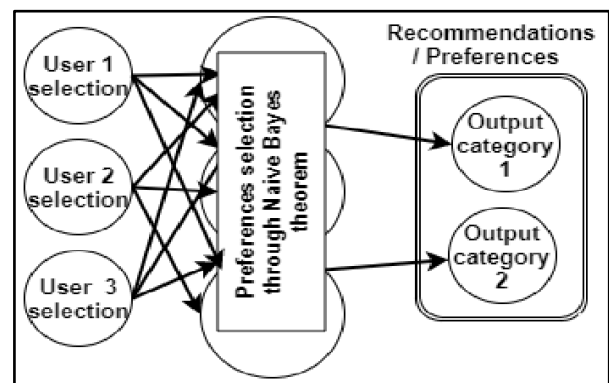 User 1
selection
User 2
selection
User 3
selection
Preferences selection
through Naive Bayes
theorem
Recommendations
/ Preferences
Output
category
1
Output
category
2